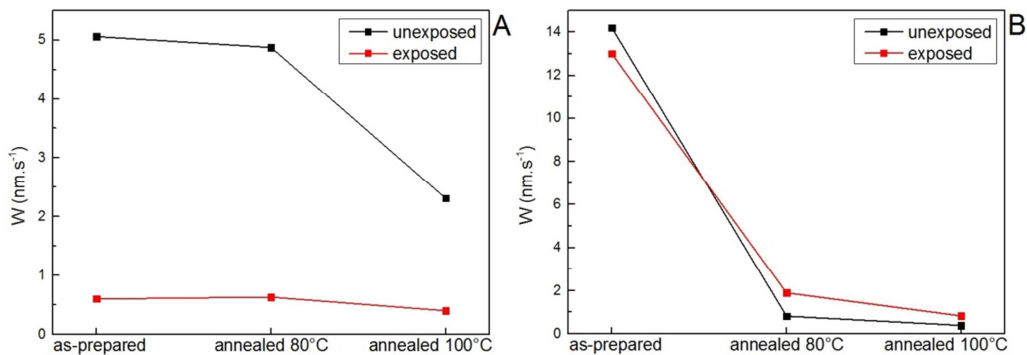 A
unexposed
exposed
5
4
3
2
1
0
W (nm.s⁻¹)
as-prepared annealed 80°C annealed 100°C
B
unexposed
exposed
14
12
10
8
6
4
2
0
W (nm.s⁻¹)
as-prepared annealed 80°C annealed 100°C